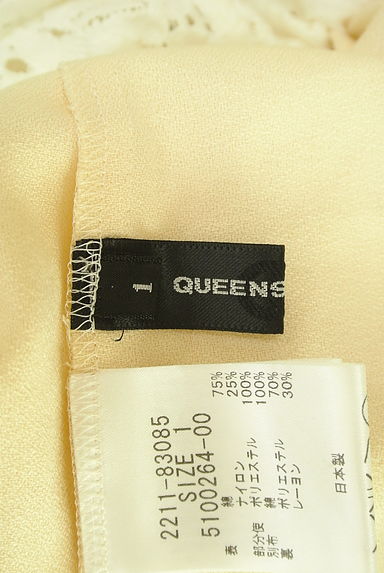 1
QUEENS
2211-83085
SIZE 1
5100264-00
表 綿 75%
ナイロン 25%
部分使 ポリエステル 100%
別布 綿 100%
裏 ポリエステル 70%
レーヨン 30%
日本製